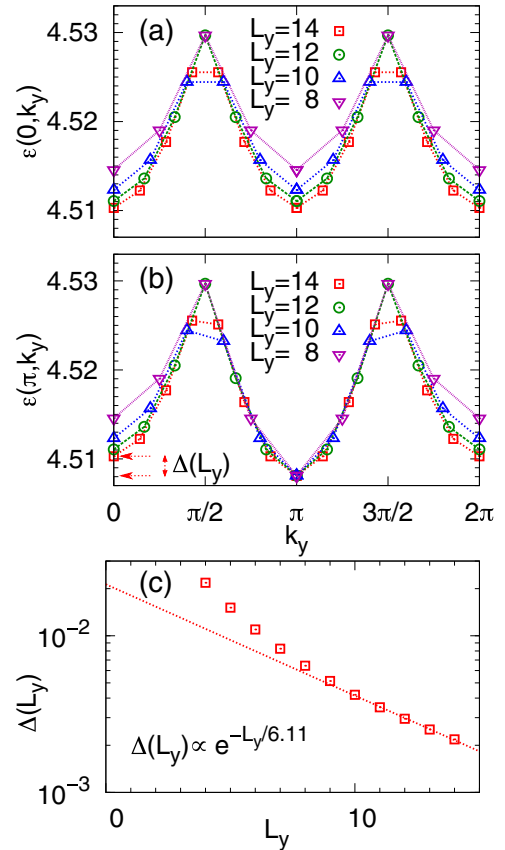 (a)
L_y=14
L_y=12
L_y=10
L_y= 8
ε(0,k_y)
4.53
4.52
4.51
(b)
L_y=14
L_y=12
L_y=10
L_y= 8
ε(π,k_y)
4.53
4.52
4.51
Δ(L_y)
0 π/2 π 3π/2 2π
k_y
(c)
Δ(L_y)
10^{-2}
10^{-3}
Δ(L_y)∝ e^{-L_y/6.11}
0 10
L_y